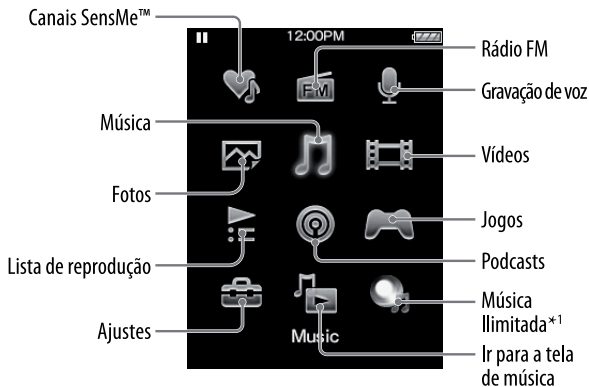 Canais SensMe™
12:00PM
Rádio FM
FM
Gravação de voz
Música
Vídeos
Fotos
Jogos
Lista de reprodução
Podcasts
Ajustes
Música
Ilimitada*1
Music
Ir para a tela
de música